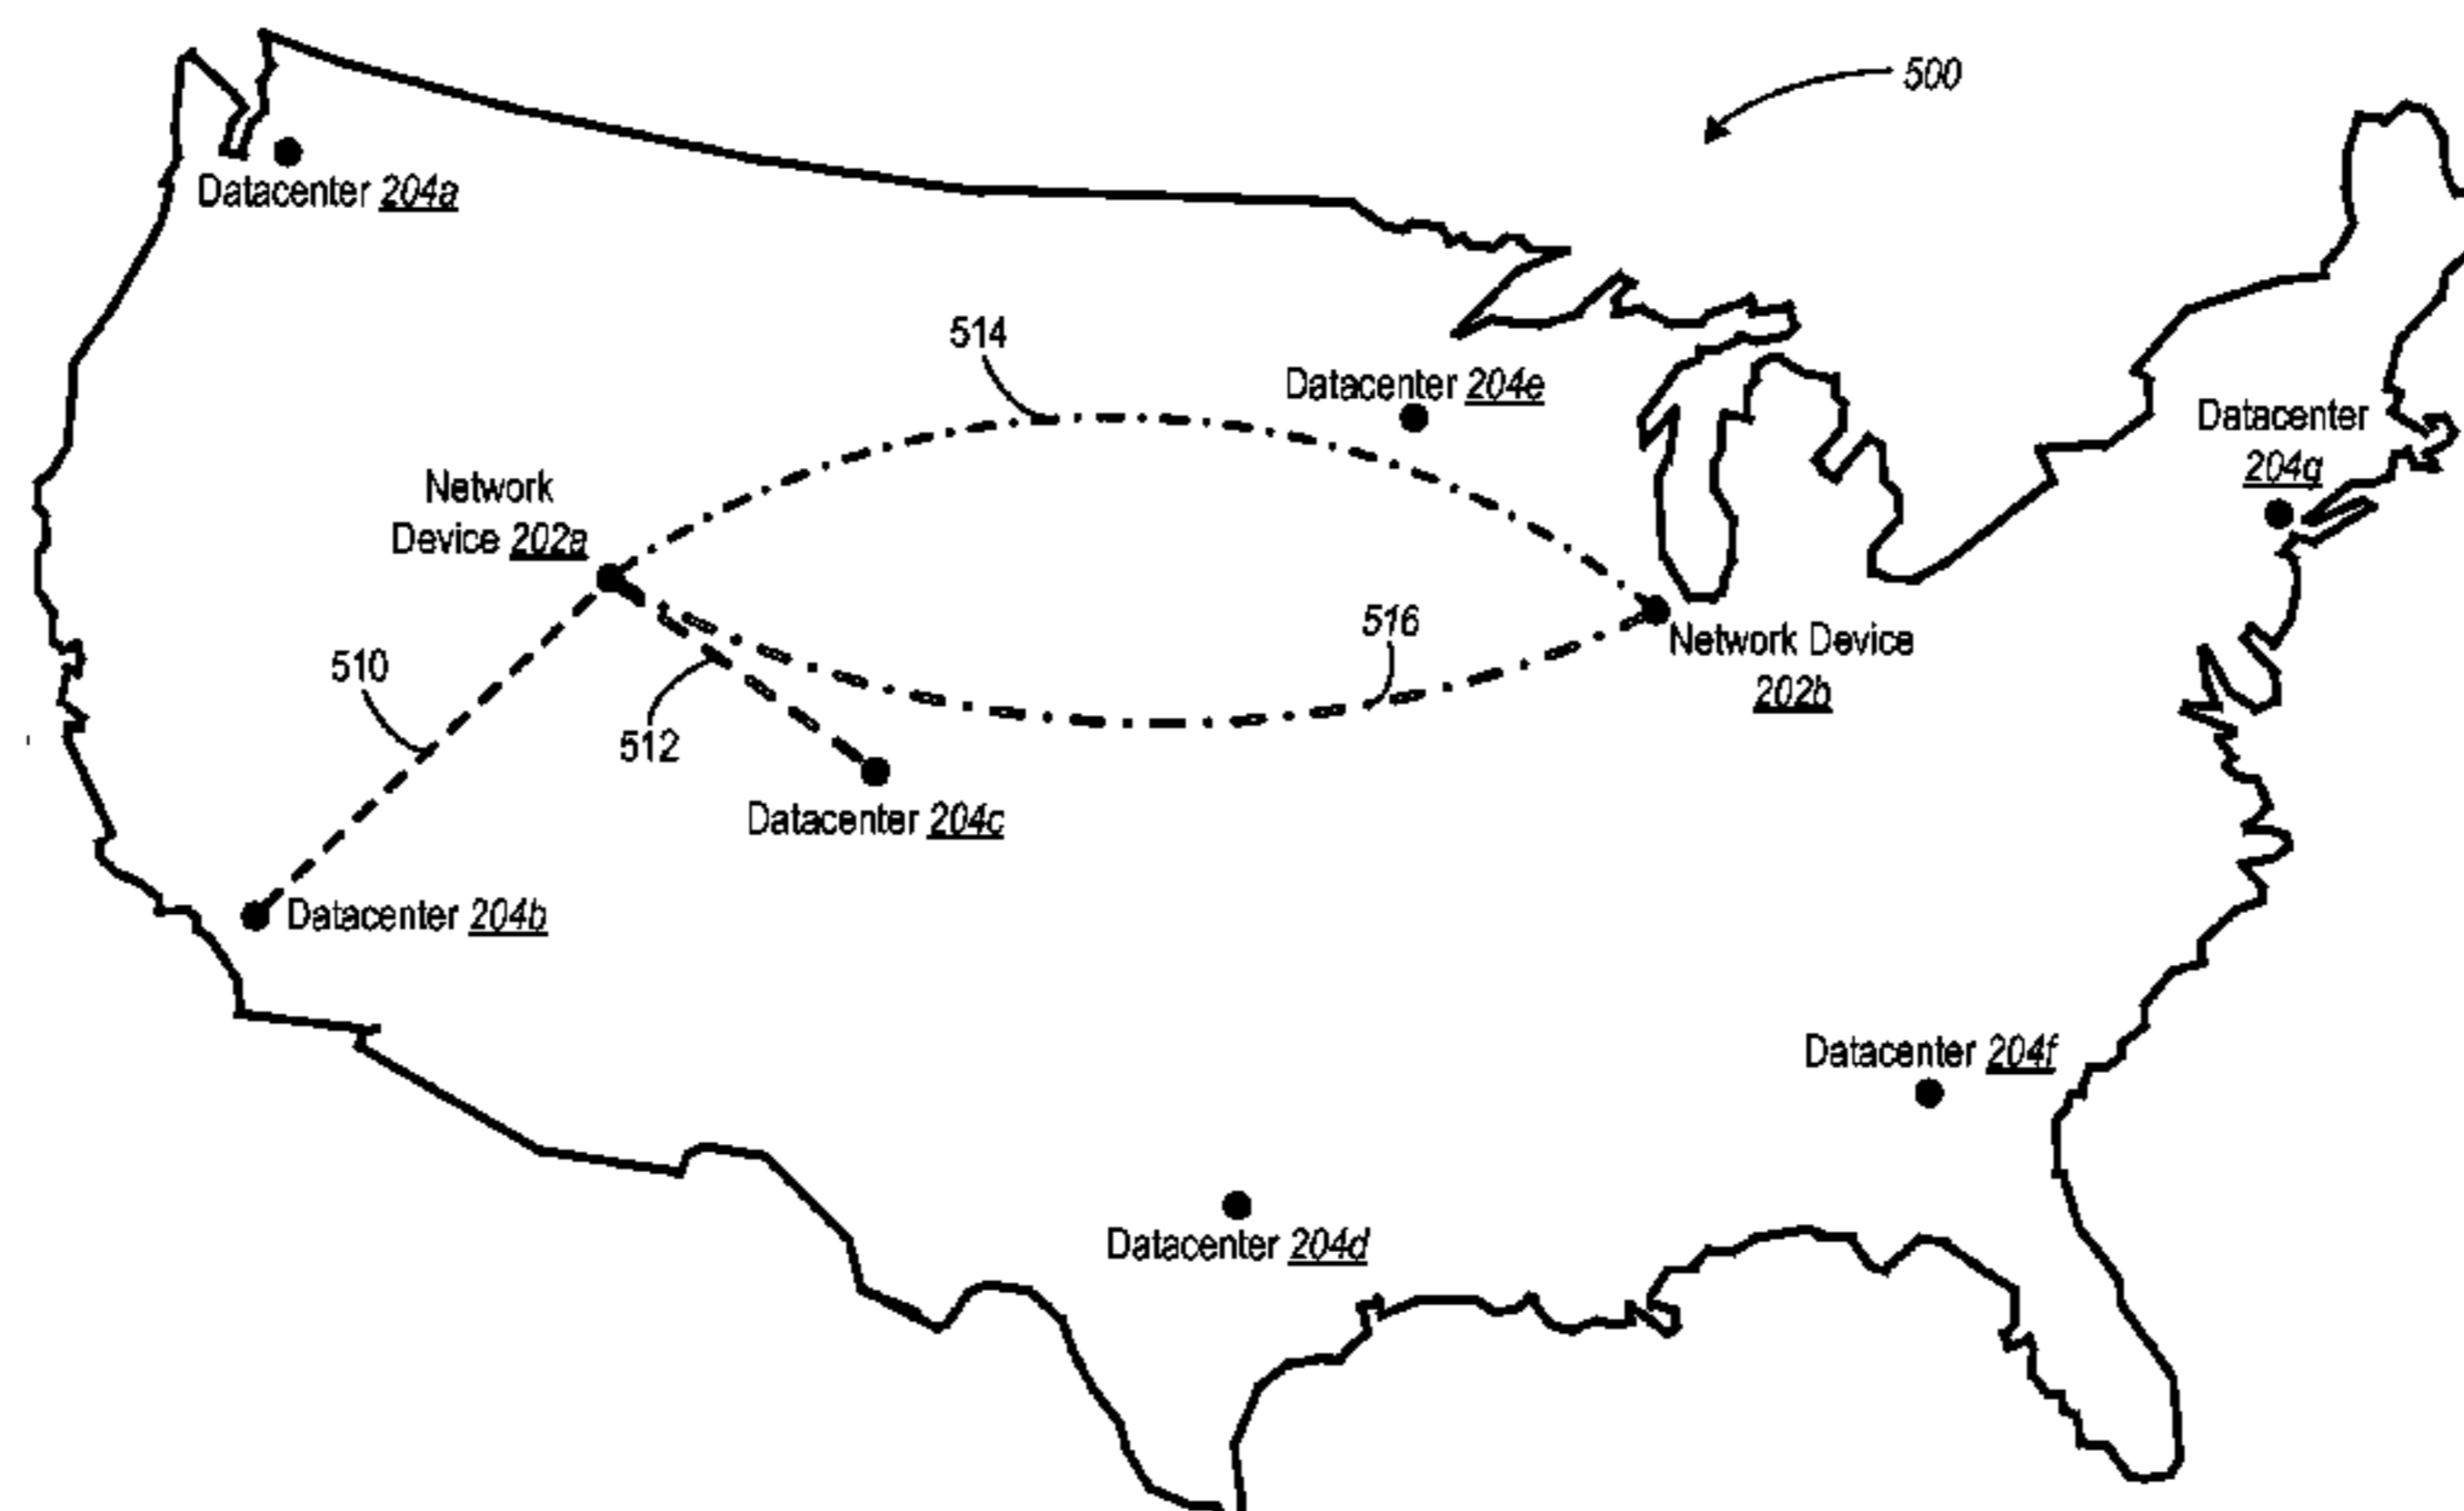 500
Datacenter 204a
514
Datacenter 204e
Datacenter
204g
Network
Device 202a
516
Network Device
202b
510
512
Datacenter 204c
Datacenter 204b
Datacenter 204f
Datacenter 204d